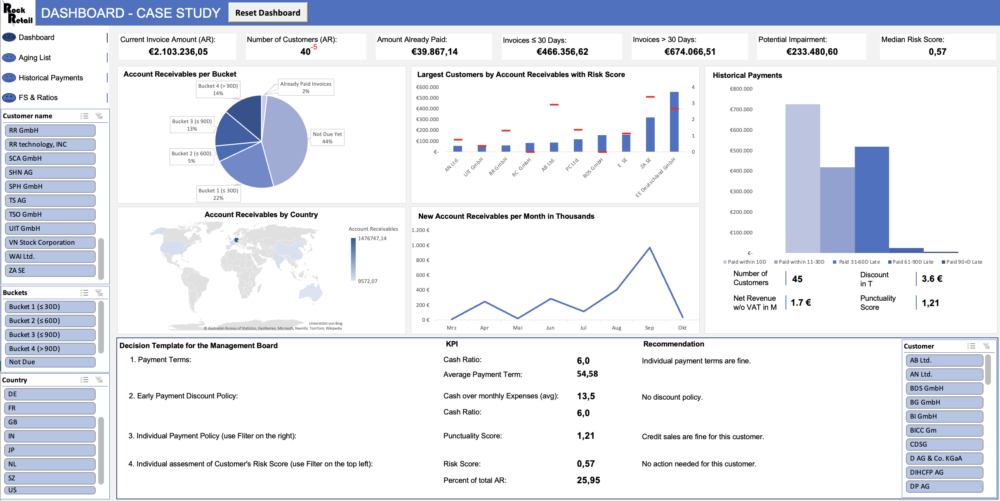 Rock
Retail
DASHBOARD - CASE STUDY
Reset Dashboard
Dashboard
Aging List
Historical Payments
FS & Ratios
Current Invoice Amount (AR):
€2.103.236,05
Number of Customers (AR):
40 -5
Amount Already Paid:
€39.867,14
Invoices ≤ 30 Days:
€466.356,62
Invoices > 30 Days:
€674.066,51
Potential Impairment:
€233.480,60
Median Risk Score:
0,57
Customer name
RR GmbH
RR technology, INC
SCA GmbH
SHN AG
SPH GmbH
TS AG
TSO GmbH
UIT GmbH
VN Stock Corporation
WAI Ltd.
ZA SE
Buckets
Bucket 1 (≤ 30D)
Bucket 2 (≤ 60D)
Bucket 3 (≤ 90D)
Bucket 4 (> 90D)
Not Due
Country
DE
FR
GB
IN
JP
NL
SZ
US
Account Receivables per Bucket
Already Paid Invoices
2%
Bucket 4 (> 90D)
14%
Bucket 3 (≤ 90D)
13%
Not Due Yet
44%
Bucket 2 (≤ 60D)
5%
Bucket 1 (≤ 30D)
22%
Largest Customers by Account Receivables with Risk Score
€600.000
€500.000
€400.000
€300.000
€200.000
€100.000
€-
4
3
2
1
0
AN Ltd.
UIT GmbH
RR GmbH
RC GmbH
AB Ltd.
PC Ltd.
BDS GmbH
E SE
ZA SE
EE Deutschland GmbH
Historical Payments
€800.000
€700.000
€600.000
€500.000
€400.000
€300.000
€200.000
€100.000
€-
Paid within 10D
Paid within 11-30D
Paid 31-60D Late
Paid 61-90D Late
Paid 90+D Late
Number of
Customers
45
Discount
in T
3.6 €
Net Revenue
w/o VAT in M
1.7 €
Punctuality
Score
1,21
Account Receivables by Country
Account Receivables
1476747,14
9572,07
Unterstützt von Bing
© Australian Bureau of Statistics, GeoNames, Microsoft, Navinfo, TomTom, Wikipedia
New Account Receivables per Month in Thousands
1.200 €
1.000 €
800 €
600 €
400 €
200 €
0 €
Mrz
Apr
Mai
Jun
Jul
Aug
Sep
Okt
Decision Template for the Management Board
KPI
Recommendation
1. Payment Terms:
Cash Ratio:
6,0
Individual payment terms are fine.
Average Payment Term:
54,58
2. Early Payment Discount Policy:
Cash over monthly Expenses (avg):
13,5
No discount policy.
Cash Ratio:
6,0
3. Individual Payment Policy (use Fliter on the right):
Punctuality Score:
1,21
Credit sales are fine for this customer.
4. Individual assesment of Customer's Risk Score (use Filter on the top left):
Risk Score:
0,57
No action needed for this customer.
Percent of total AR:
25,95
Customer
AB Ltd.
AN Ltd.
BDS GmbH
BG GmbH
BI GmbH
BICC Gm
CDSG
D AG & Co. KGaA
DIHCFP AG
DP AG